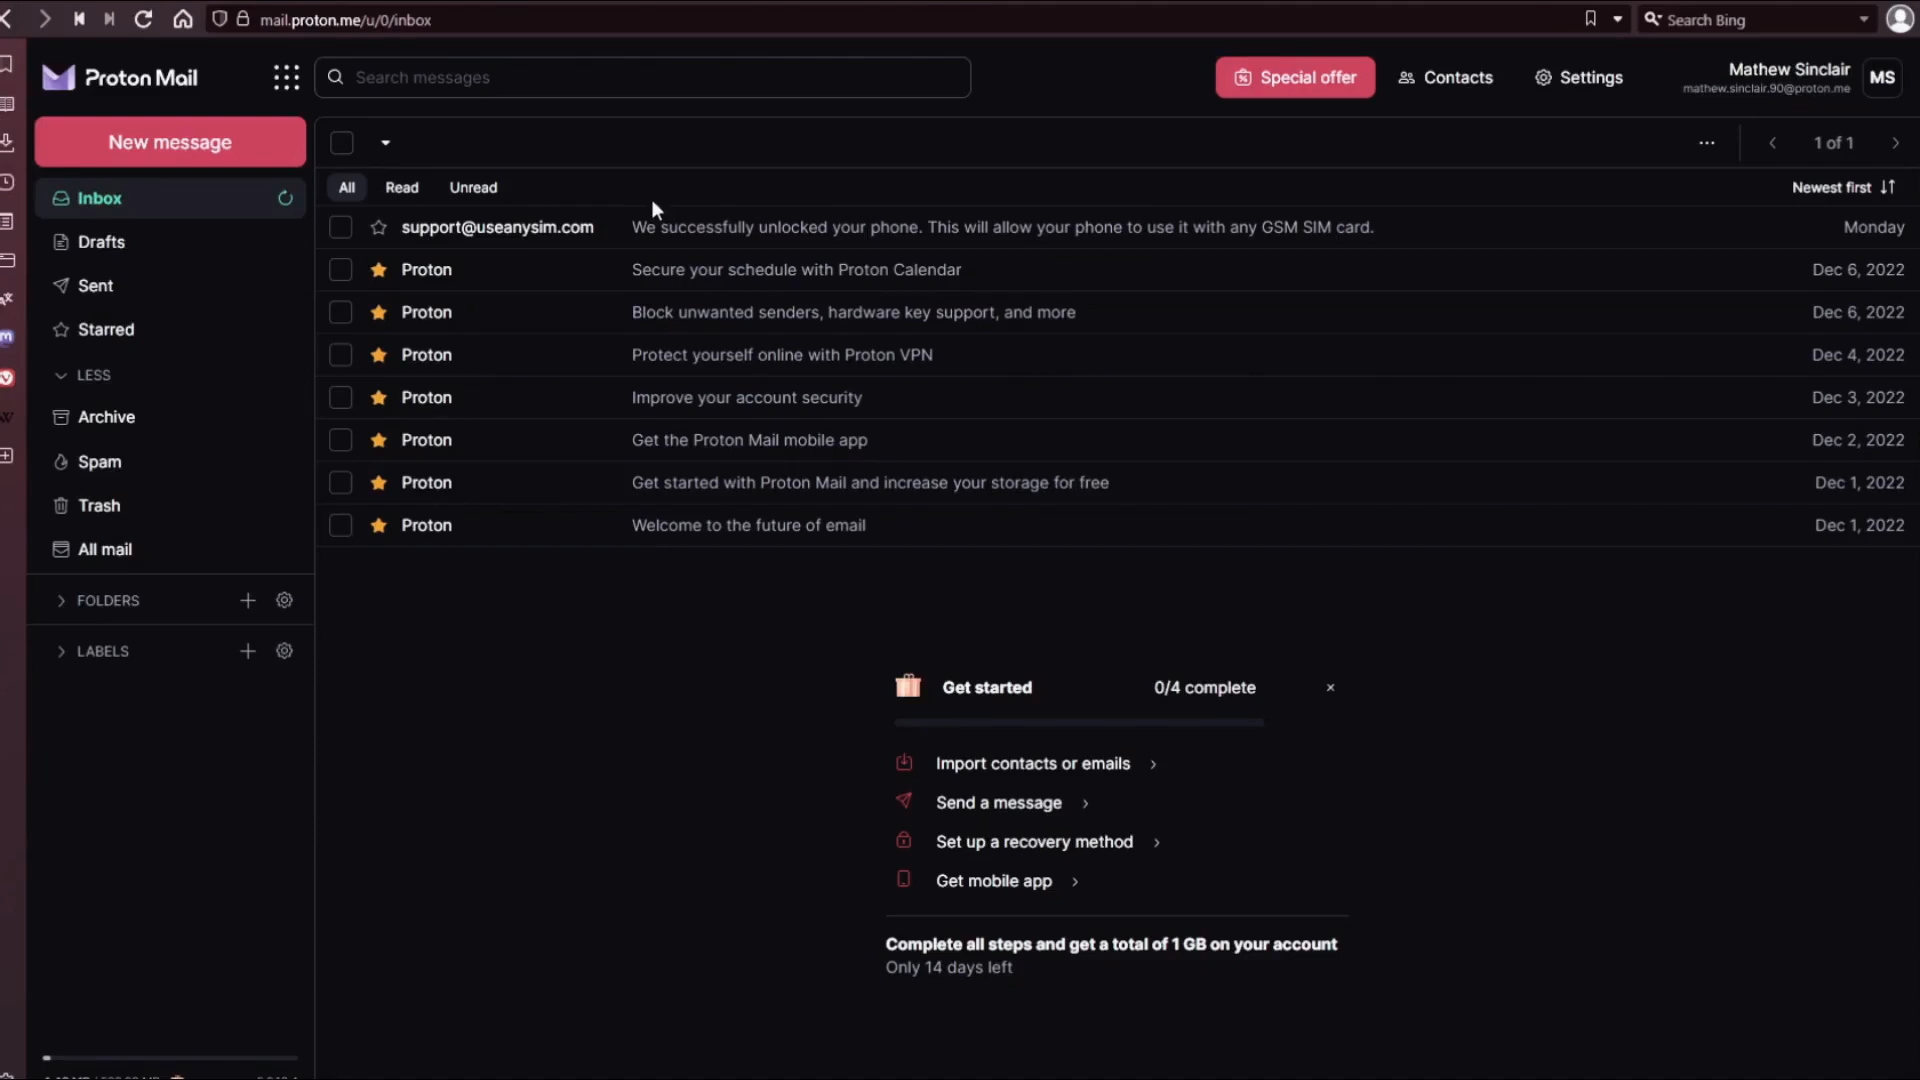 mail.proton.me/u/0/inbox
Search Bing
Proton Mail
Search messages
Special offer
Contacts
Settings
Mathew Sinclair
mathew.sinclair.90@proton.me
MS
New message
1 of 1
Inbox
All
Read
Unread
Newest first
support@useanysim.com We successfully unlocked your phone. This will allow your phone to use it with any GSM SIM card. Monday
Drafts
Proton Secure your schedule with Proton Calendar Dec 6, 2022
Sent
Proton Block unwanted senders, hardware key support, and more Dec 6, 2022
Starred
Proton Protect yourself online with Proton VPN Dec 4, 2022
LESS
Proton Improve your account security Dec 3, 2022
Archive
Proton Get the Proton Mail mobile app Dec 2, 2022
Spam
Proton Get started with Proton Mail and increase your storage for free Dec 1, 2022
Trash
Proton Welcome to the future of email Dec 1, 2022
All mail
FOLDERS
LABELS
Get started 0/4 complete
Import contacts or emails
Send a message
Set up a recovery method
Get mobile app
Complete all steps and get a total of 1 GB on your account
Only 14 days left